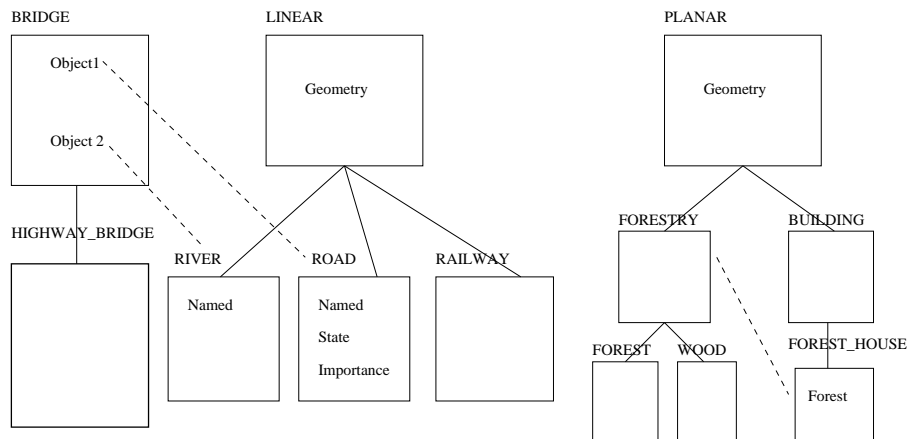 BRIDGE
LINEAR
PLANAR
Object1
Geometry
Geometry
Object 2
FORESTRY
BUILDING
HIGHWAY_BRIDGE
RIVER
ROAD
RAILWAY
Named
Named
State
Importance
FOREST
WOOD
FOREST_HOUSE
Forest